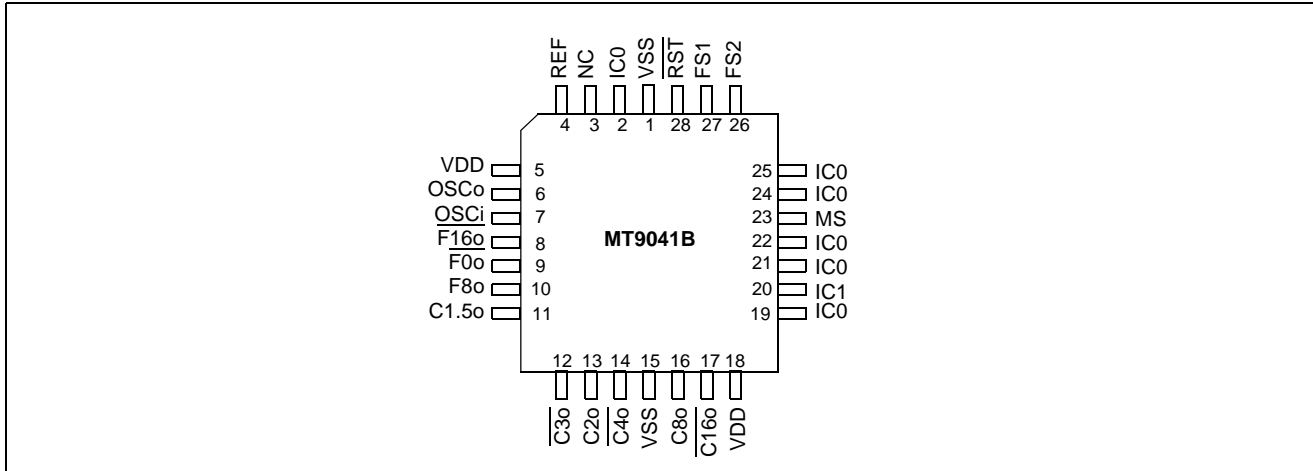 REF NC IC0 VSS RST FS1 FS2
4 3 2 1 28 27 26
VDD 5 25 IC0
OSCo 6 24 IC0
OSCi 7 23 MS
F16o 8 MT9041B 22 IC0
F0o 9 21 IC0
F8o 10 20 IC1
C1.5o 11 19 IC0
12 13 14 15 16 17 18
C3o C2o C4o VSS C8o C16o VDD